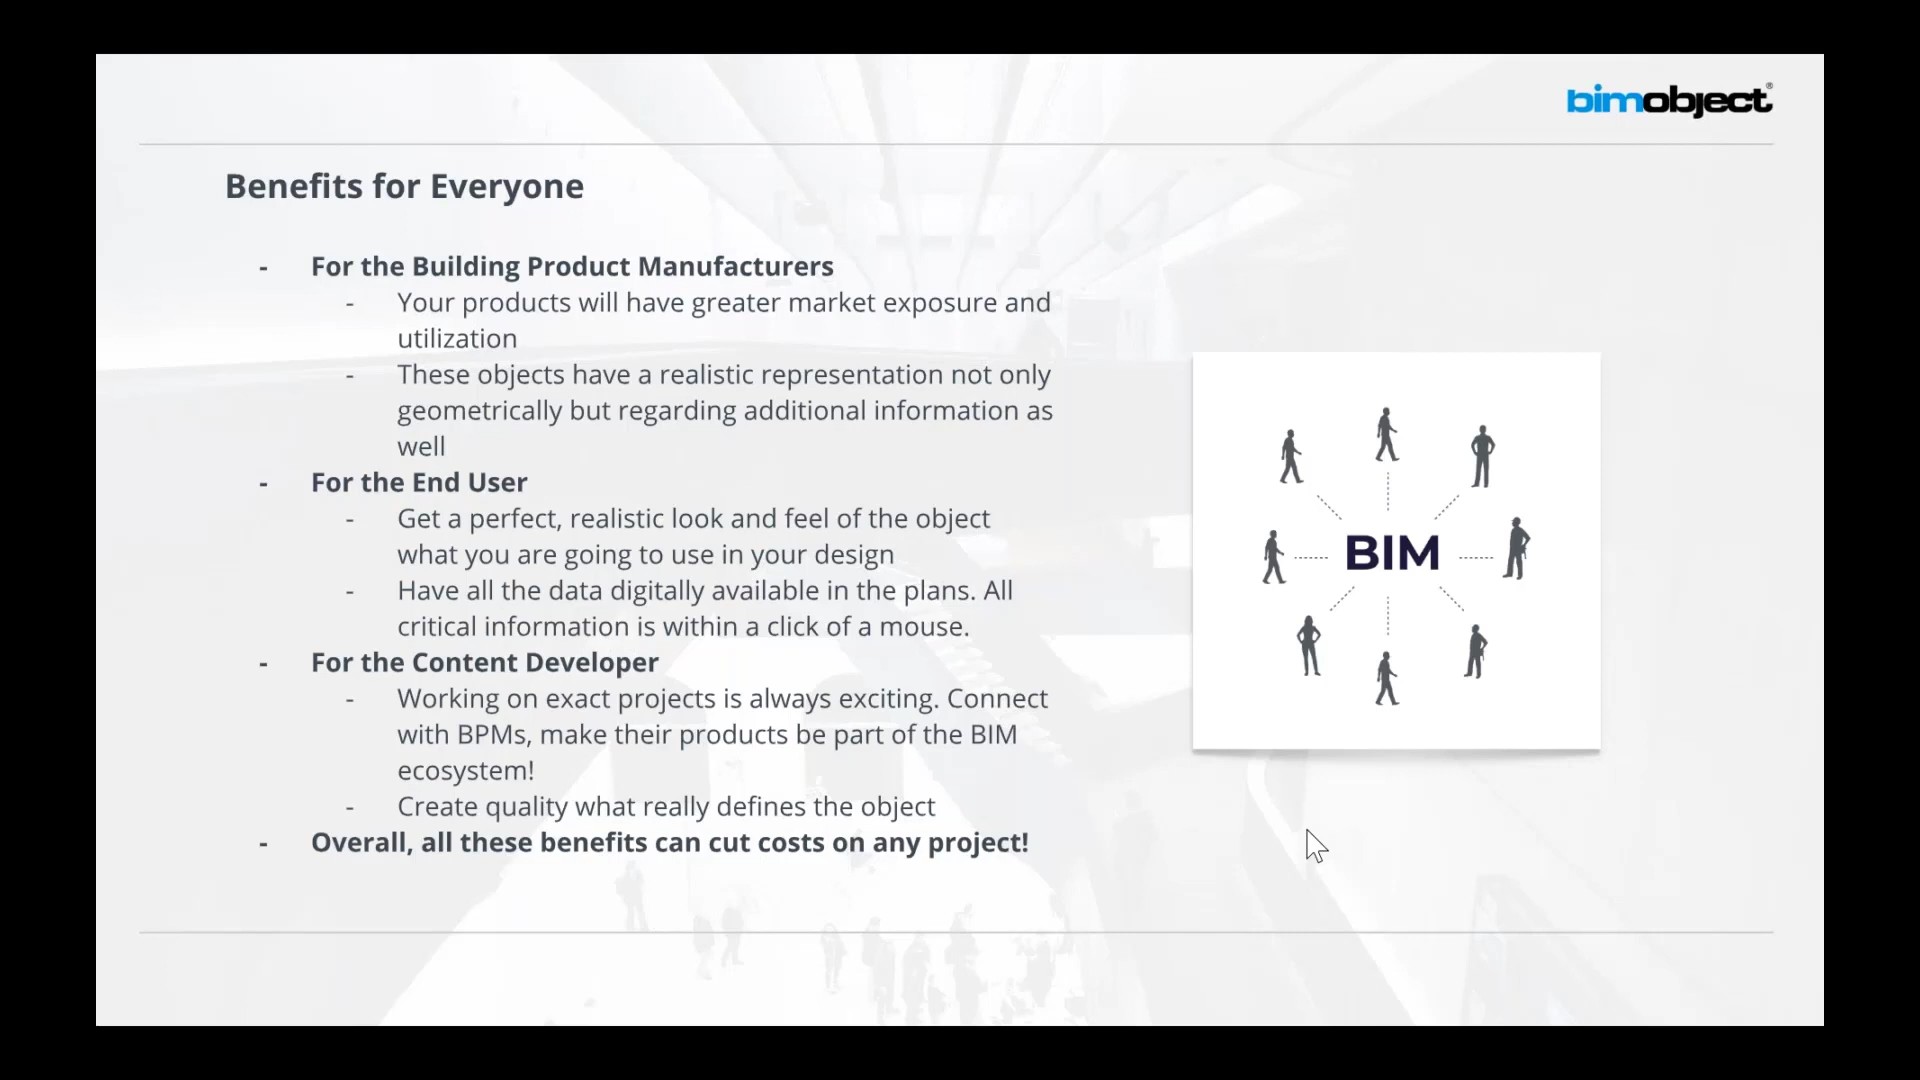 bimobject®
Benefits for Everyone
- For the Building Product Manufacturers
- Your products will have greater market exposure and
utilization
- These objects have a realistic representation not only
geometrically but regarding additional information as
well
- For the End User
- Get a perfect, realistic look and feel of the object
what you are going to use in your design
- Have all the data digitally available in the plans. All
critical information is within a click of a mouse.
- For the Content Developer
- Working on exact projects is always exciting. Connect
with BPMs, make their products be part of the BIM
ecosystem!
- Create quality what really defines the object
- Overall, all these benefits can cut costs on any project!
BIM